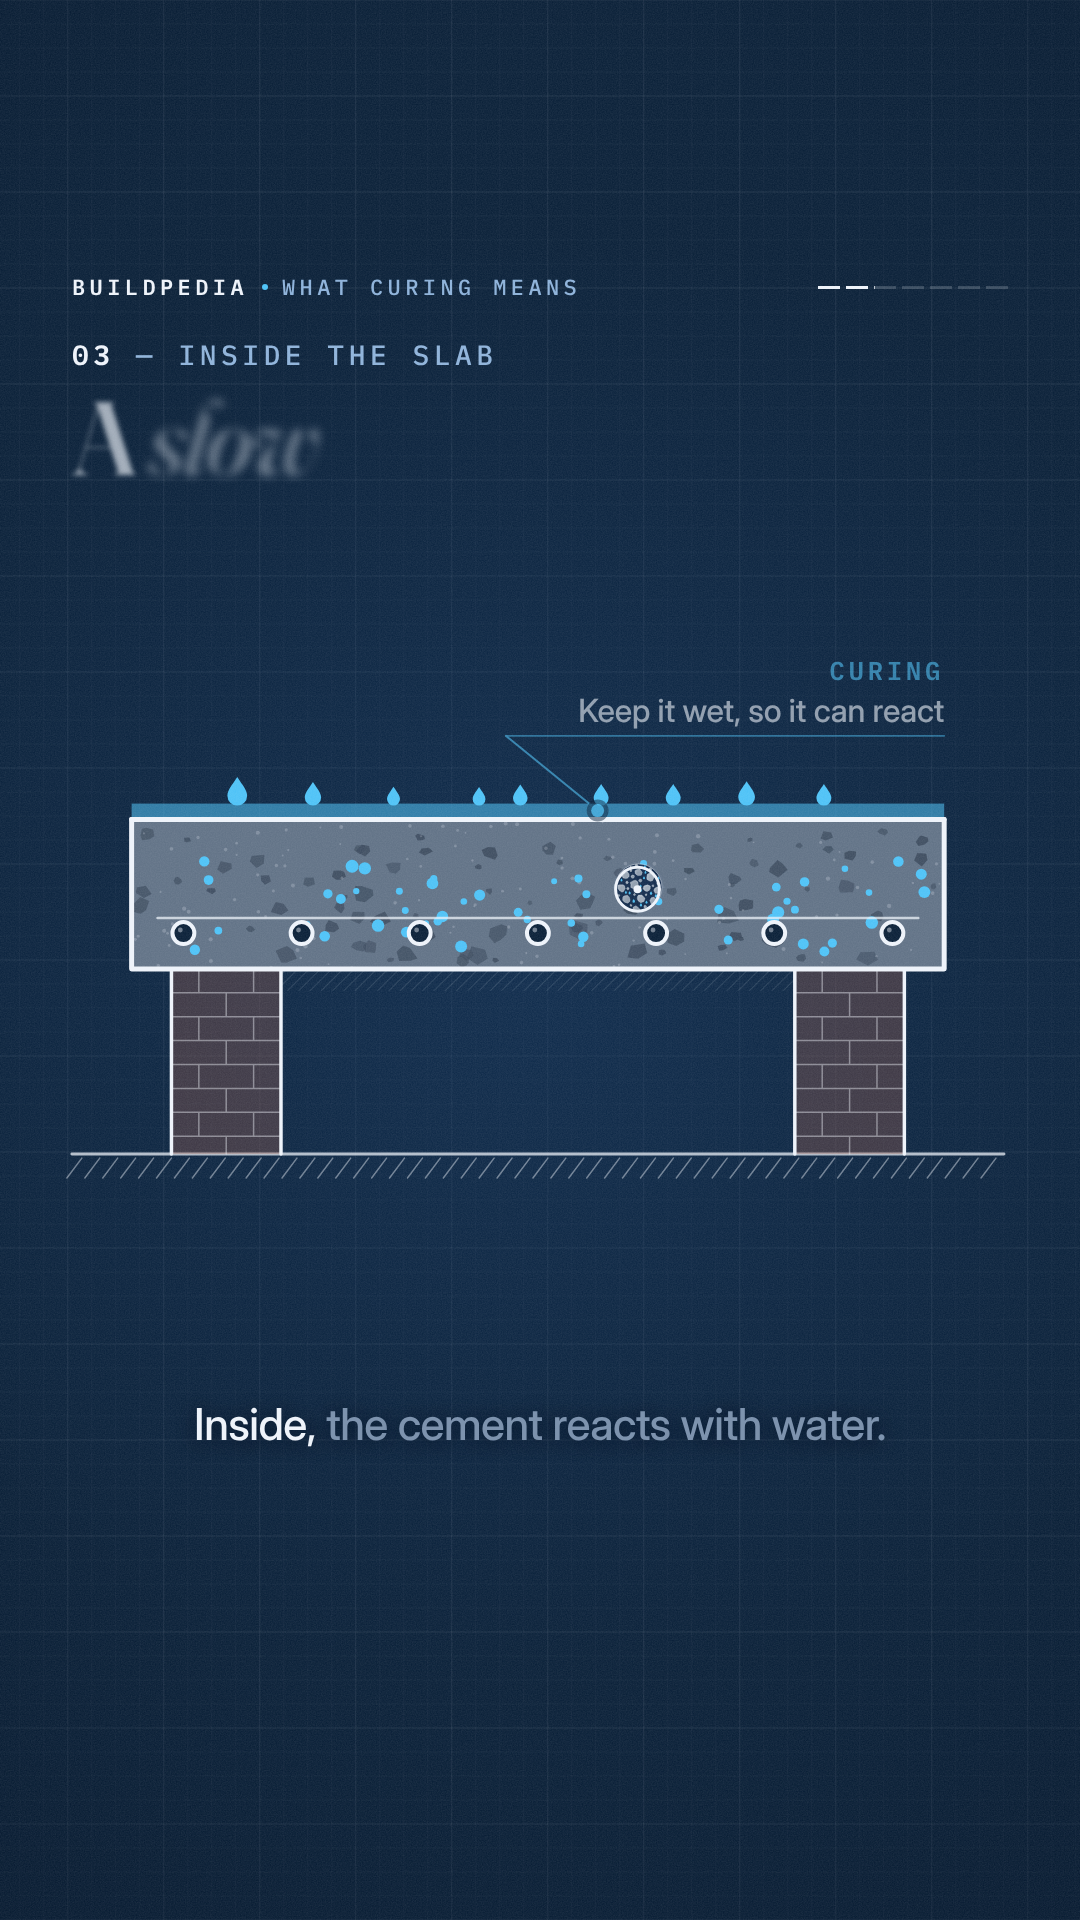 BUILDPEDIA • WHAT CURING MEANS
03 — INSIDE THE SLAB
A slow
CURING
Keep it wet, so it can react
Inside, the cement reacts with water.